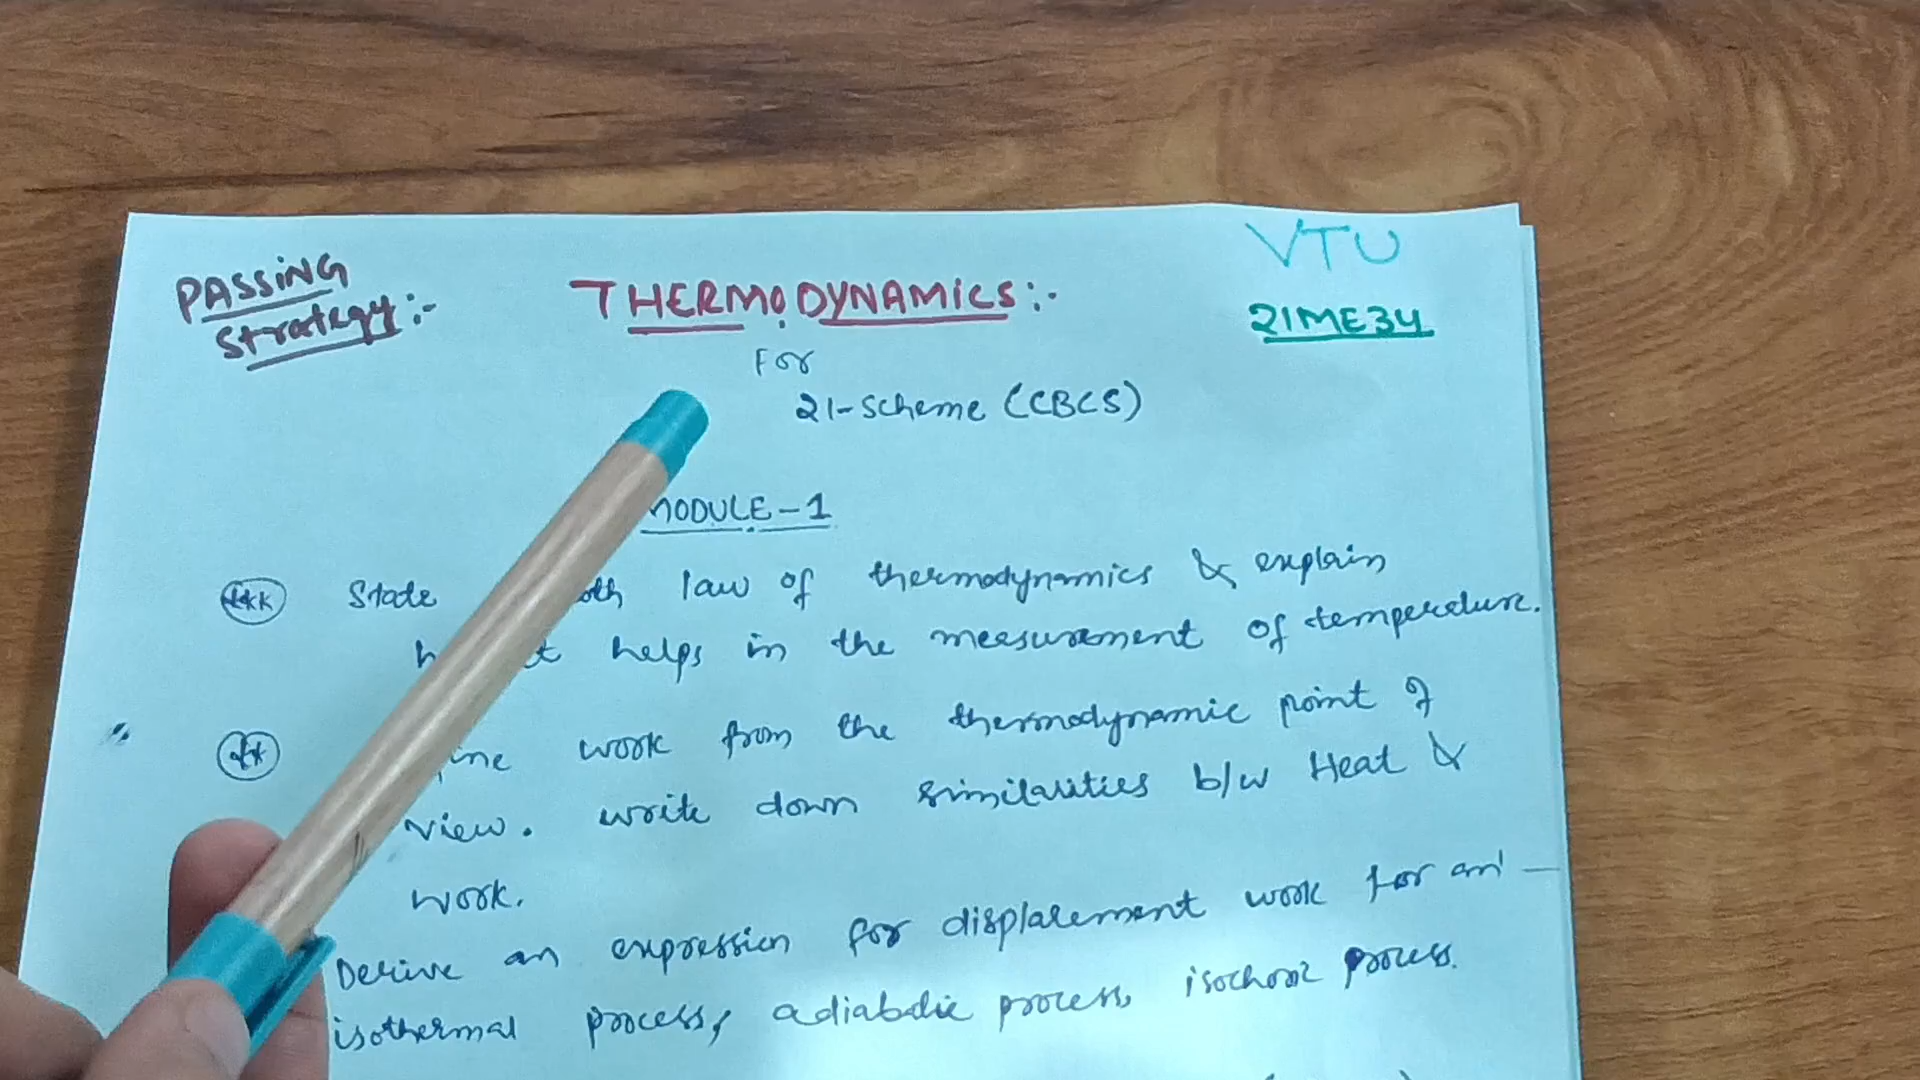 PASSING
Strategy:-
THERMODYNAMICS:-
VTU
21ME34
For
21-Scheme (CBCS)
MODULE-1
State law of thermodynamics & explain
helps in the measurement of temperature.
work from the thermodynamic point of
view. write down similarities b/w Heat &
work.
Derive an expression for displacement work for an
isothermal process, adiabatic process, isochoric process.